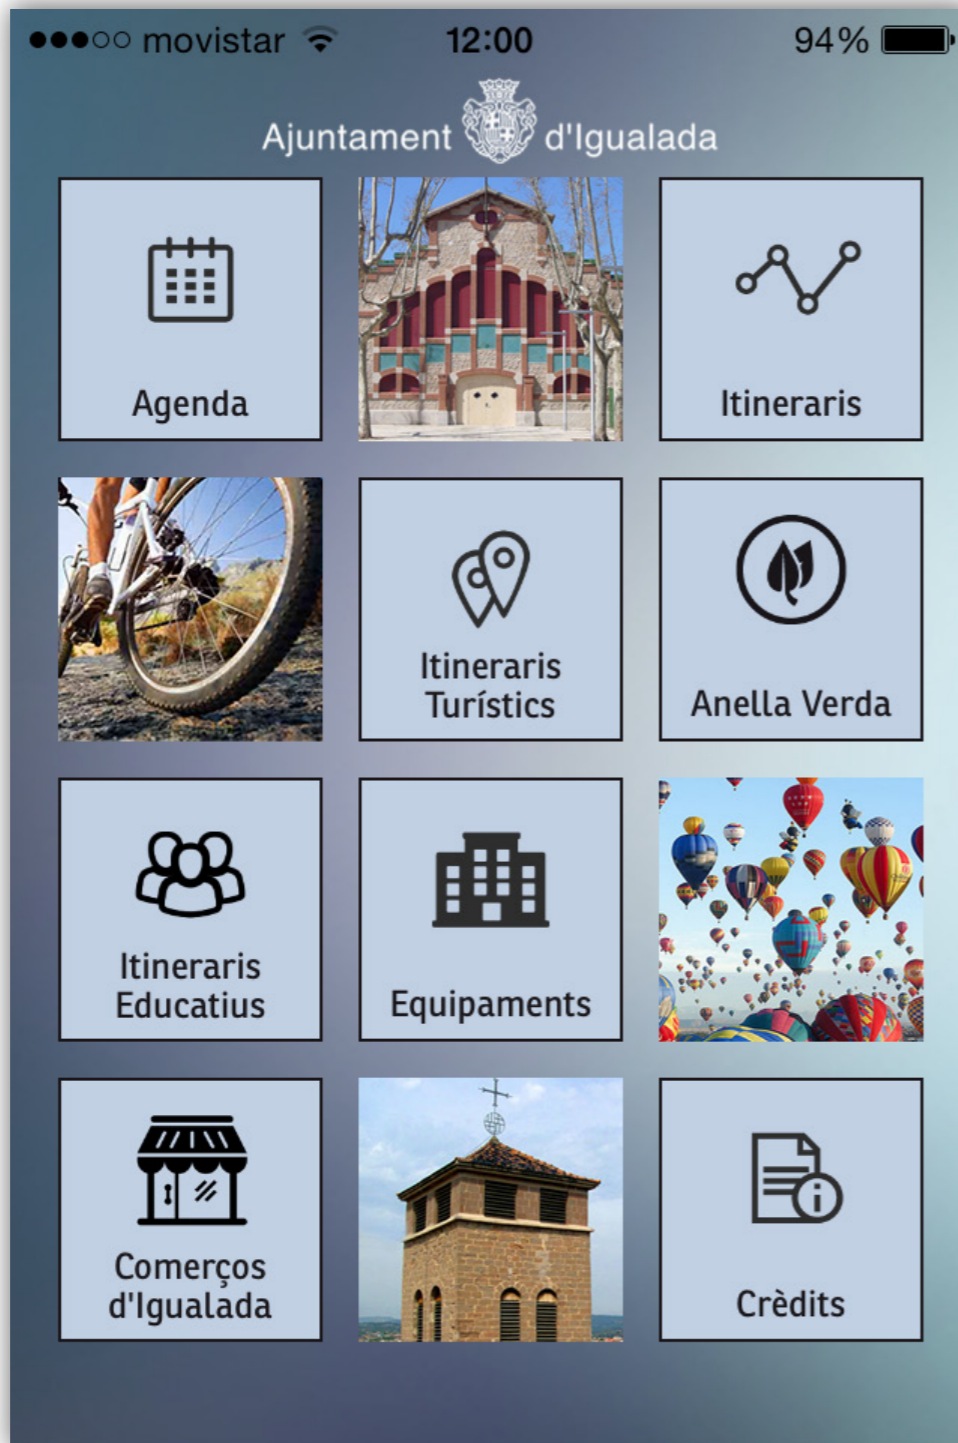 movistar 12:00 94%
Ajuntament d'Igualada
Agenda
Itineraris
Itineraris
Turístics
Anella Verda
Itineraris
Educatius
Equipaments
Comerços
d'Igualada
Crèdits